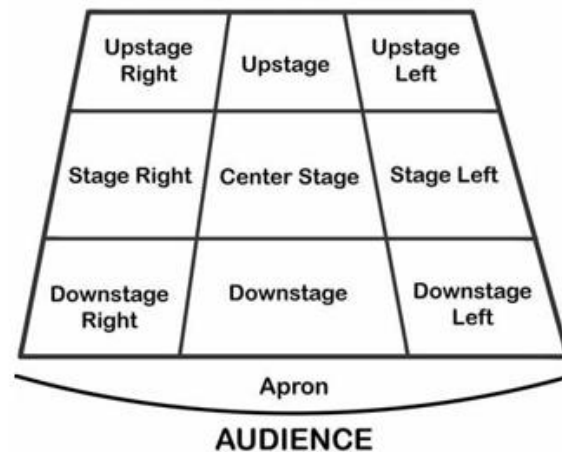 Upstage
Right
Upstage
Upstage
Left
Stage Right
Center Stage
Stage Left
Downstage
Right
Downstage
Downstage
Left
Apron
AUDIENCE